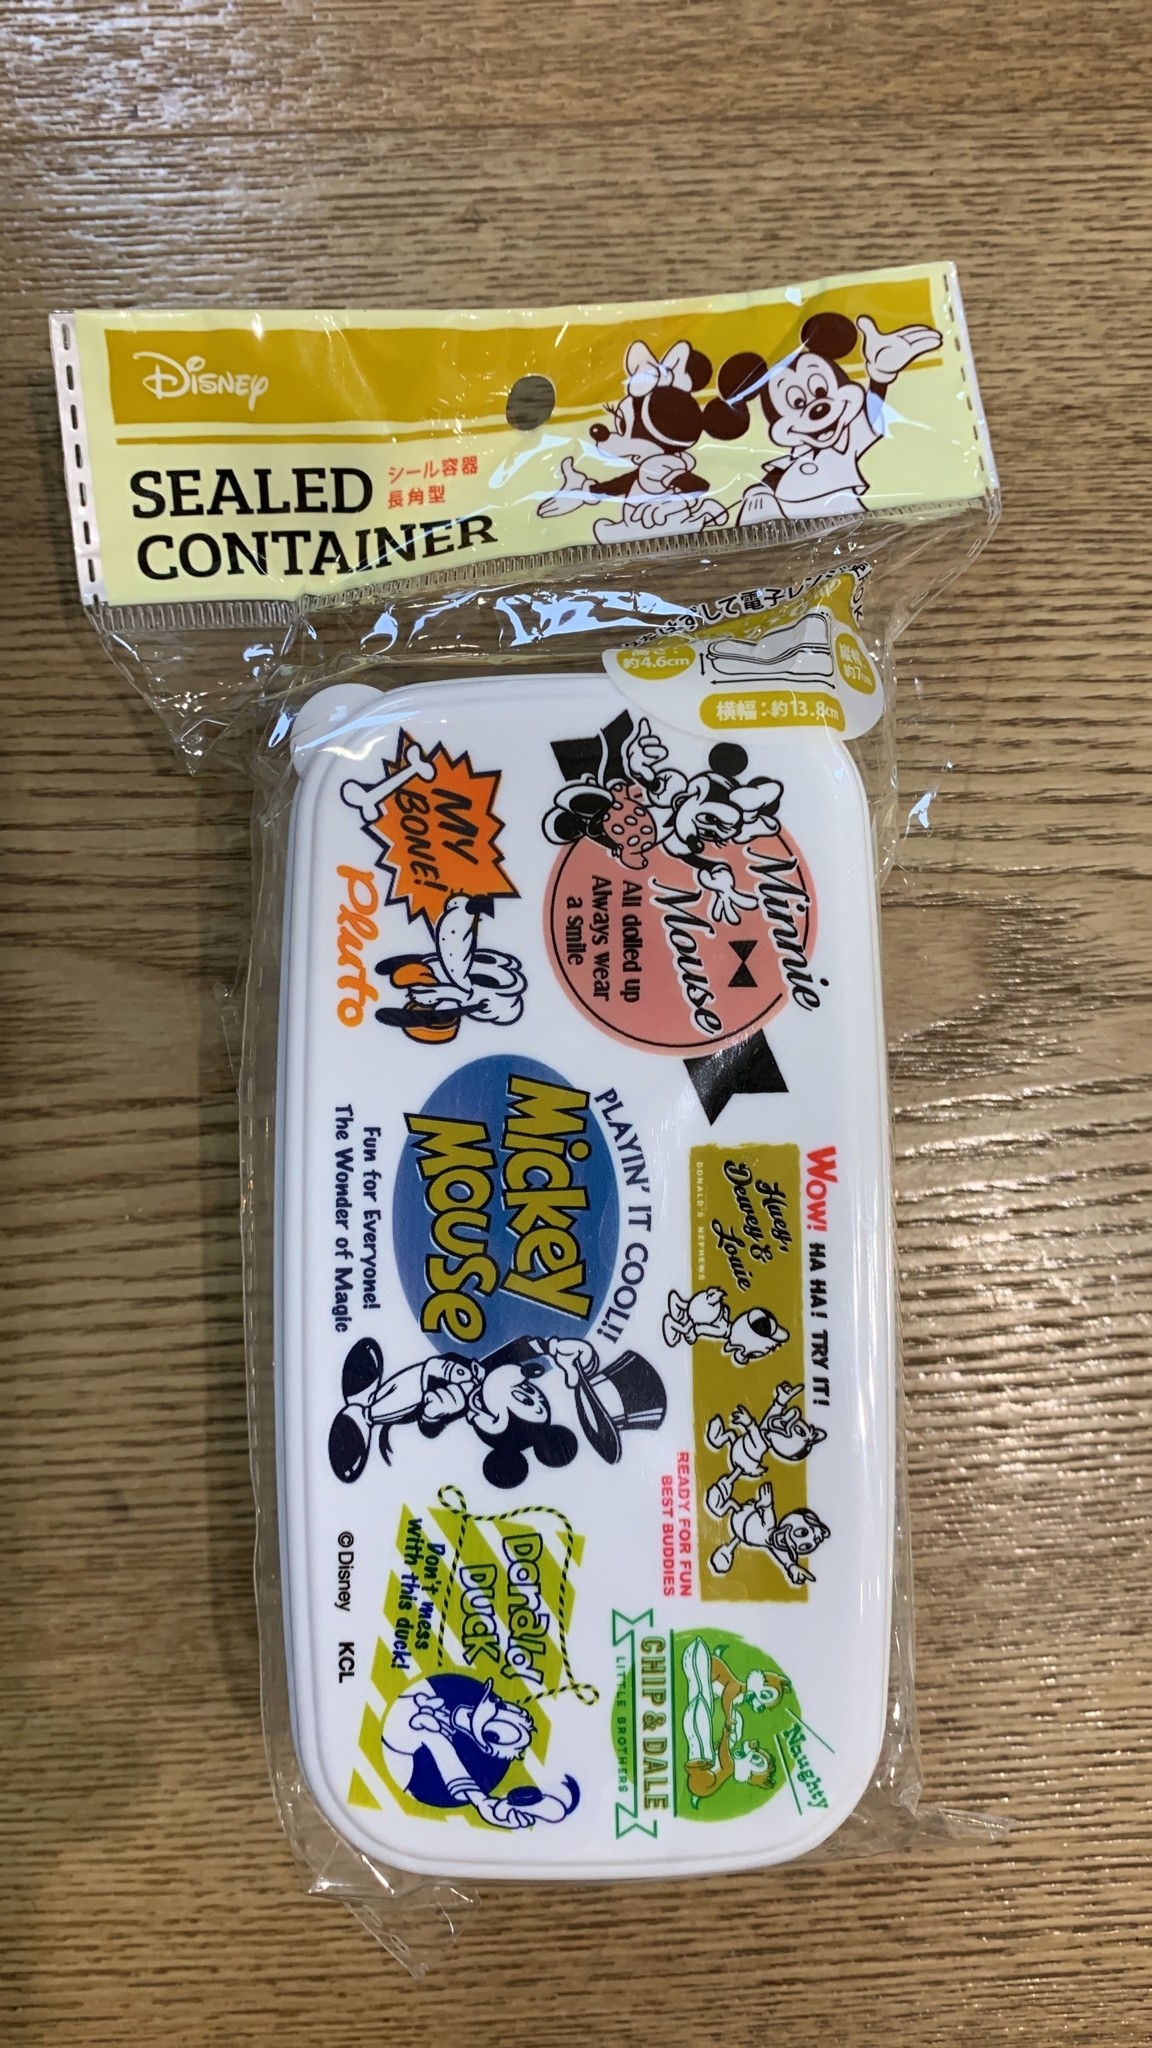 Disney
SEALED
CONTAINER
シール容器
長角型
高さ:
約4.6cm
横幅:約13.8cm
MY
BONE!
Pluto
Minnie
Mouse
All dolled up
Always wear
a smile
PLAYIN' IT COOL!!
Mickey
Mouse
Fun for Everyone!
The Wonder of Magic
WOW! HA HA! TRY IT!
Huey,
Dewey &
Louie
DONALD'S NEPHEWS
READY FOR FUN
BEST BUDDIES
Donald
Duck
Don't mess
with this duck!
Naughty
CHIP & DALE
LITTLE BROTHERS
©Disney KCL